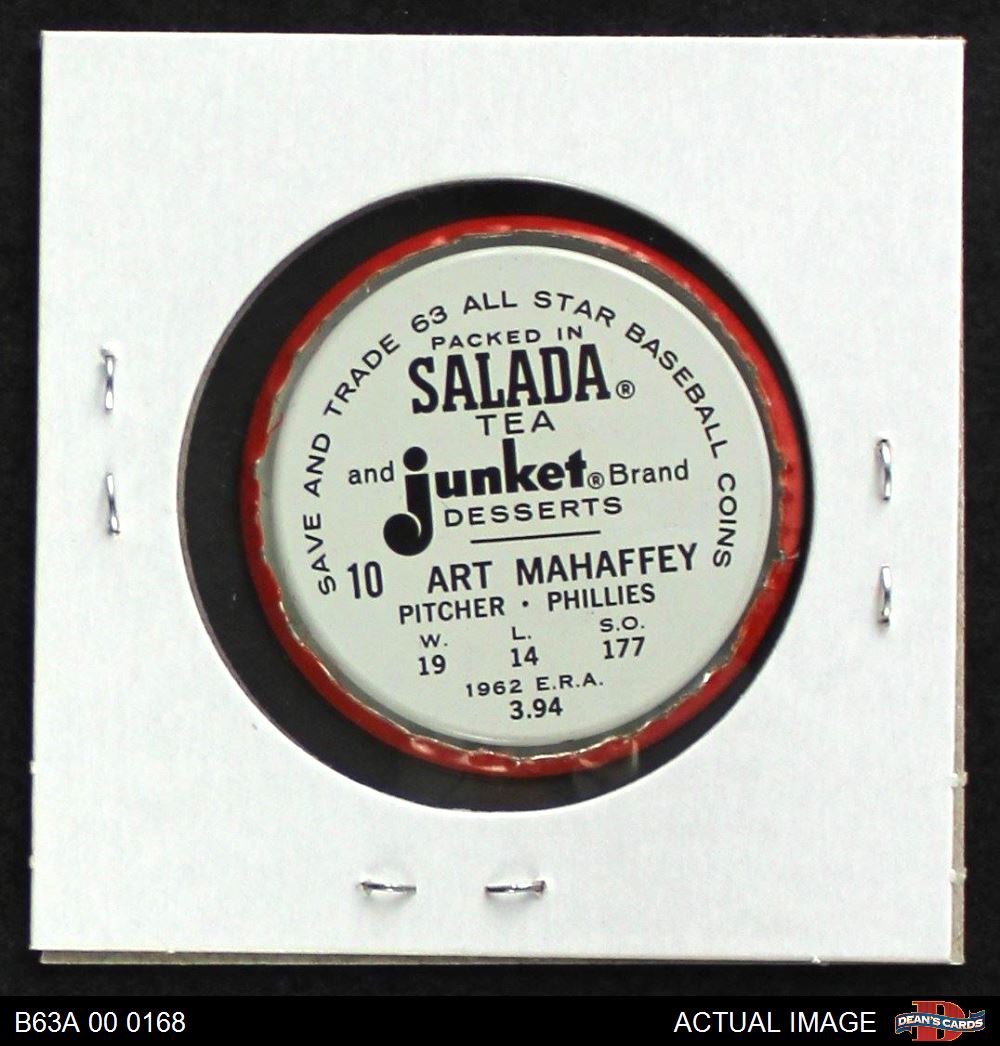 SAVE AND TRADE 63 ALL STAR BASEBALL COINS
PACKED IN
SALADA®
TEA
and junket® Brand
DESSERTS
10 ART MAHAFFEY
PITCHER · PHILLIES
W. L. S.O.
19 14 177
1962 E.R.A.
3.94
B63A 00 0168 ACTUAL IMAGE DEAN'S CARDS